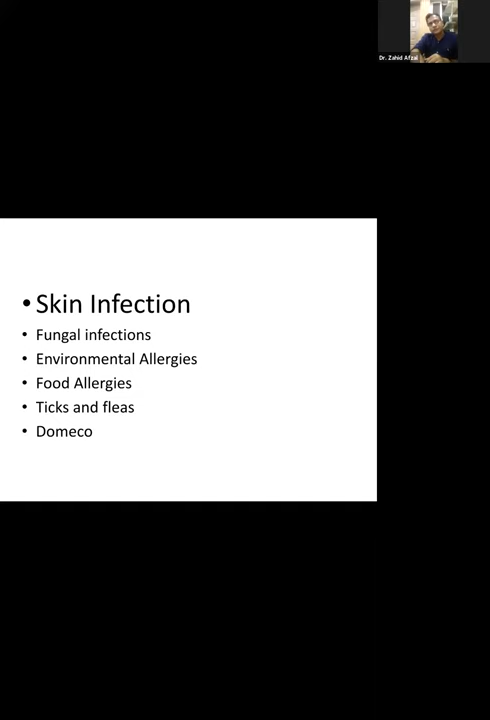 Dr. Zahid Afzal
• Skin Infection
• Fungal infections
• Environmental Allergies
• Food Allergies
• Ticks and fleas
• Domeco